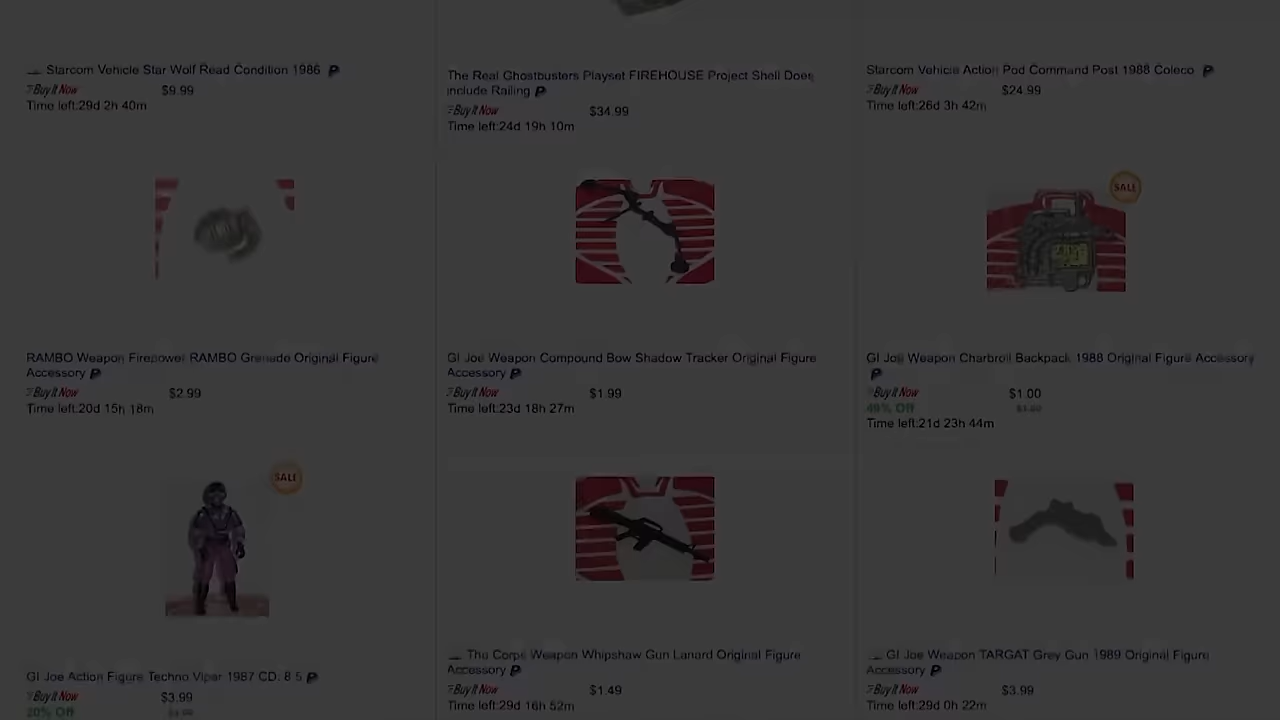 Starcom Vehicle Star Wolf Read Condition 1986
Buy It Now $9.99
Time left:29d 2h 40m
The Real Ghostbusters Playset FIREHOUSE Project Shell Does
include Railing
Buy It Now $34.99
Time left:24d 19h 10m
Starcom Vehicle Action Pod Command Post 1988 Coleco
Buy It Now $24.99
Time left:26d 3h 42m
RAMBO Weapon Firepower RAMBO Grenade Original Figure
Accessory
Buy It Now $2.99
Time left:20d 15h 18m
GI Joe Weapon Compound Bow Shadow Tracker Original Figure
Accessory
Buy It Now $1.99
Time left:23d 18h 27m
SALE
GI Joe Weapon Charbroil Backpack 1988 Original Figure Accessory
Buy It Now $1.00
Off
Time left:21d 23h 44m
SALE
GI Joe Action Figure Techno Viper 1987 CD. 8 5
Buy It Now $3.99
20% Off
The Corps Weapon Whipshaw Gun Lanard Original Figure
Accessory
Buy It Now $1.49
Time left:29d 16h 52m
GI Joe Weapon TARGAT Grey Gun 1989 Original Figure
Accessory
Buy It Now $3.99
Time left:29d 0h 22m